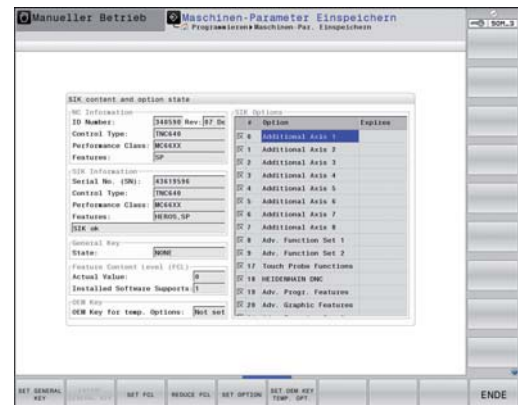 Manueller Betrieb
Maschinen-Parameter Einspeichern
Programmieren▸Maschinen-Par. Einspeichern
SIK content and option state
NC Information
ID Number: 340590 Rev: 07 De
Control Type: TNC640
Performance Class: MC66XX
Features: SP
SIK Information
Serial No. (SN): 43619596
Control Type: TNC640
Performance Class: MC66XX
Features: HEROS,SP
SIK ok
General Key
State: NONE
Feature Content Level (FCL)
Actual Value: 0
Installed Software Supports: 1
OEM Key
OEM Key for temp. Options: Not set
SIK Options
# Option Expires
0 Additional Axis 1
1 Additional Axis 2
2 Additional Axis 3
3 Additional Axis 4
4 Additional Axis 5
5 Additional Axis 6
6 Additional Axis 7
7 Additional Axis 8
8 Adv. Function Set 1
9 Adv. Function Set 2
17 Touch Probe Functions
18 HEIDENHAIN DNC
19 Adv. Progr. Features
20 Adv. Graphic Features
SET GENERAL KEY
SET FCL
REDUCE FCL
SET OPTION
SET OEM KEY TEMP. OPT.
ENDE